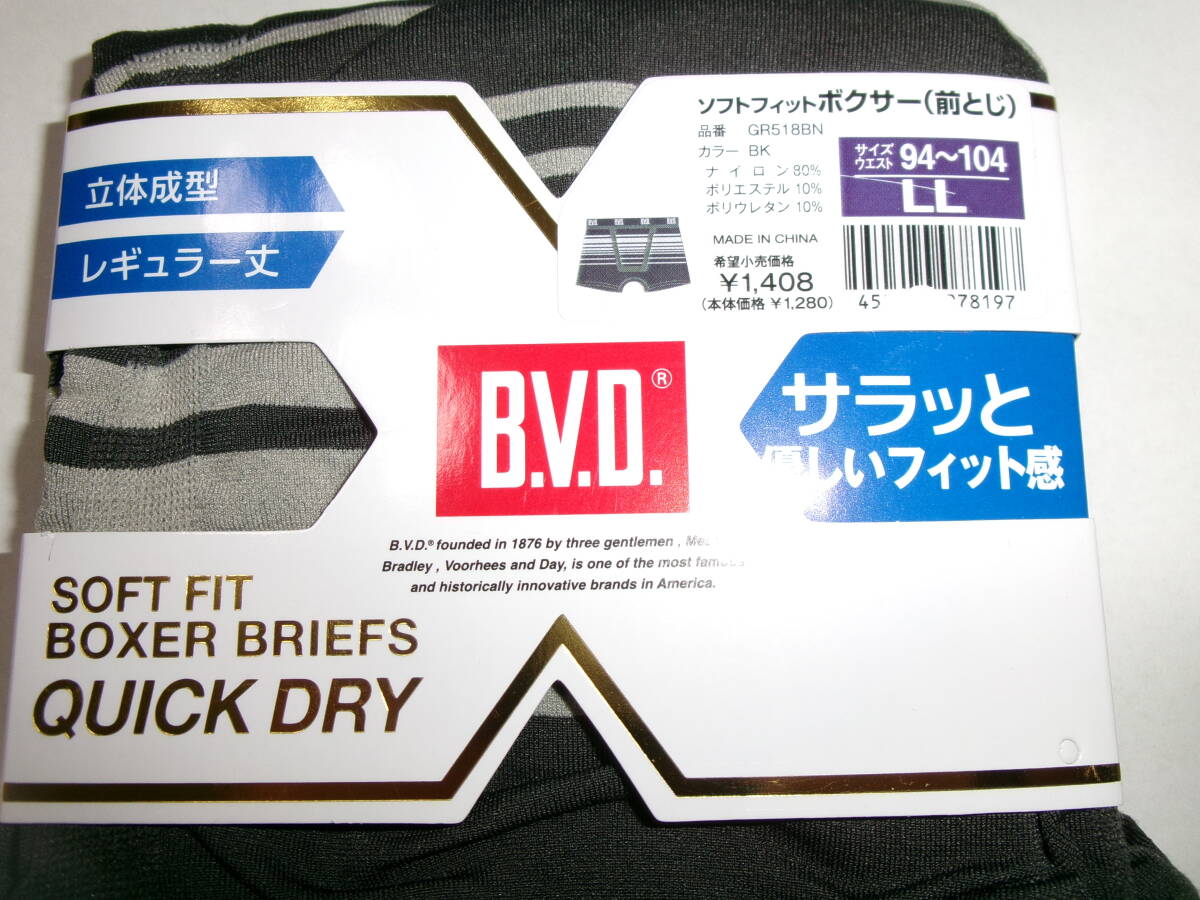 立体成型
レギュラー丈
ソフトフィットボクサー(前とじ)
品番 GR518BN
カラー BK
ナイロン80%
ポリエステル10%
ポリウレタン10%
サイズ
ウエスト 94～104
LL
MADE IN CHINA
希望小売価格
¥1,408
(本体価格 ¥1,280)
B.V.D.
45 78197
B.V.D.®
サラッと
優しいフィット感
B.V.D.® founded in 1876 by three gentlemen ,
Bradley , Voorhees and Day, is one of the most famous
and historically innovative brands in America.
SOFT FIT
BOXER BRIEFS
QUICK DRY